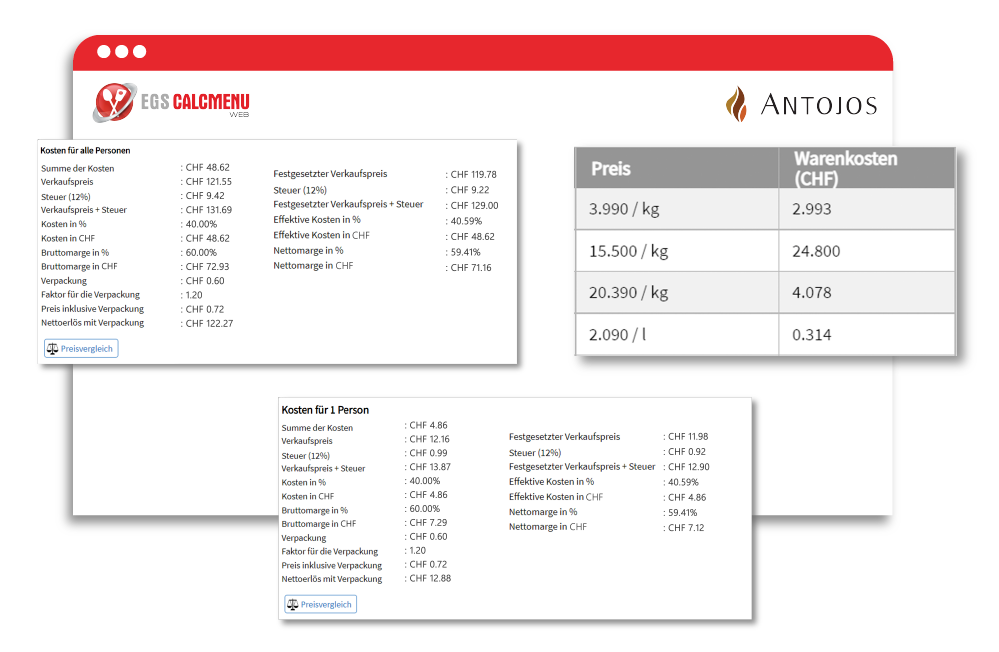 EGS CALCMENU
WEB
ANTOJOS
Kosten für alle Personen
Summe der Kosten : CHF 48.62
Verkaufspreis : CHF 121.55
Steuer (12%) : CHF 9.42
Verkaufspreis + Steuer : CHF 131.69
Kosten in % : 40.00%
Kosten in CHF : CHF 48.62
Bruttomarge in % : 60.00%
Bruttomarge in CHF : CHF 72.93
Verpackung : CHF 0.60
Faktor für die Verpackung : 1.20
Preis inklusive Verpackung : CHF 0.72
Nettoerlös mit Verpackung : CHF 122.27
Festgesetzter Verkaufspreis : CHF 119.78
Steuer (12%) : CHF 9.22
Festgesetzter Verkaufspreis + Steuer : CHF 129.00
Effektive Kosten in % : 40.59%
Effektive Kosten in CHF : CHF 48.62
Nettomarge in % : 59.41%
Nettomarge in CHF : CHF 71.16
Preisvergleich
Preis Warenkosten
(CHF)
3.990 / kg 2.993
15.500 / kg 24.800
20.390 / kg 4.078
2.090 / l 0.314
Kosten für 1 Person
Summe der Kosten : CHF 4.86
Verkaufspreis : CHF 12.16
Steuer (12%) : CHF 0.99
Verkaufspreis + Steuer : CHF 13.87
Kosten in % : 40.00%
Kosten in CHF : CHF 4.86
Bruttomarge in % : 60.00%
Bruttomarge in CHF : CHF 7.29
Verpackung : CHF 0.60
Faktor für die Verpackung : 1.20
Preis inklusive Verpackung : CHF 0.72
Nettoerlös mit Verpackung : CHF 12.88
Festgesetzter Verkaufspreis : CHF 11.98
Steuer (12%) : CHF 0.92
Festgesetzter Verkaufspreis + Steuer : CHF 12.90
Effektive Kosten in % : 40.59%
Effektive Kosten in CHF : CHF 4.86
Nettomarge in % : 59.41%
Nettomarge in CHF : CHF 7.12
Preisvergleich